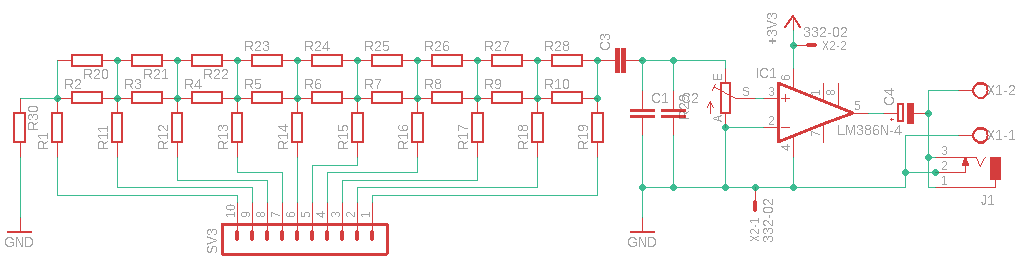 R23 R24 R25 R26 R27 R28
R20 R21 R22
R2 R3 R4 R5 R6 R7 R8 R9 R10
R30 R1 R11 R12 R13 R14 R15 R16 R17 R18 R19
10 9 8 7 6 5 4 3 2 1
SV3
GND
C3
C1
C2
E
S
A
+3V3
332-02
X2-2
IC1
6
3
2
1
8
5
7
4
LM386N-4
C4
+
X1-2
X1-1
3
2
1
J1
X2-1
332-02
GND